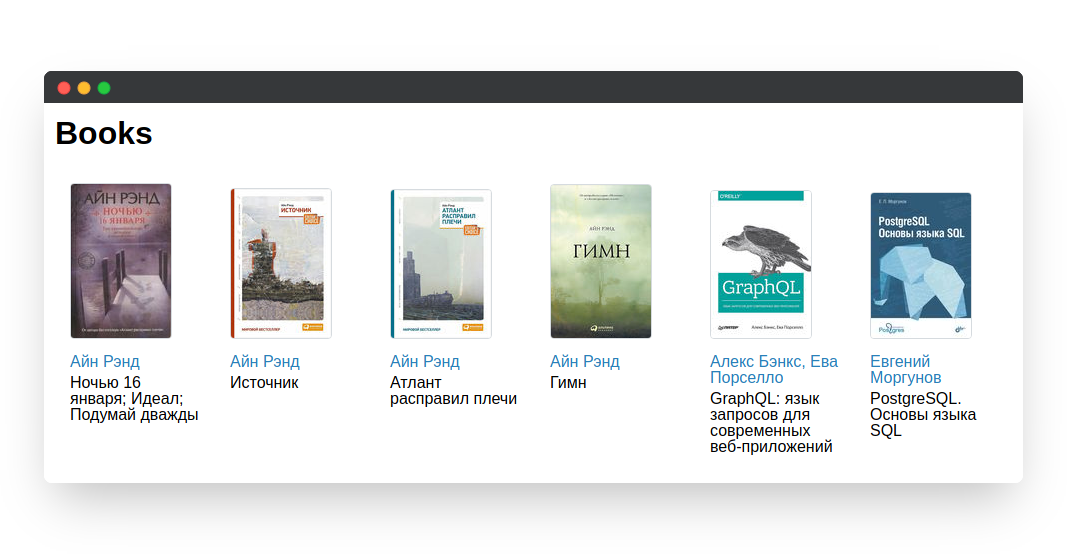 Books
АЙН РЭНД
НОЧЬЮ
16 ЯНВАРЯ
Айн Рэнд
ИСТОЧНИК
МИРОВОЙ БЕСТСЕЛЛЕР
Айн Рэнд
АТЛАНТ
РАСПРАВИЛ
ПЛЕЧИ
МИРОВОЙ БЕСТСЕЛЛЕР
АЙН РЭНД
ГИМН
O'REILLY
GraphQL
ПИТЕР
Алекс Бэнкс, Ева Порселло
Е. П. Моргунов
PostgreSQL
Основы языка SQL
Postgres
Айн Рэнд
Ночью 16
января; Идеал;
Подумай дважды
Айн Рэнд
Источник
Айн Рэнд
Атлант
расправил плечи
Айн Рэнд
Гимн
Алекс Бэнкс, Ева
Порселло
GraphQL: язык
запросов для
современных
веб-приложений
Евгений
Моргунов
PostgreSQL.
Основы языка
SQL